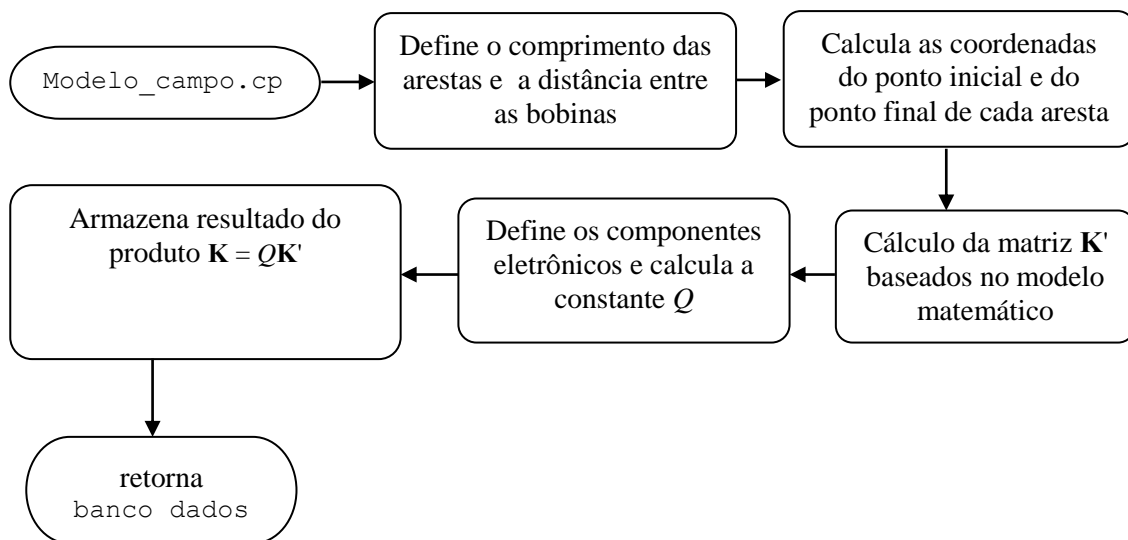 Modelo_campo.cp
Define o comprimento das
arestas e a distância entre
as bobinas
Calcula as coordenadas
do ponto inicial e do
ponto final de cada aresta
Cálculo da matriz K'
baseados no modelo
matemático
Define os componentes
eletrônicos e calcula a
constante Q
Armazena resultado do
produto K = QK'
retorna
banco dados